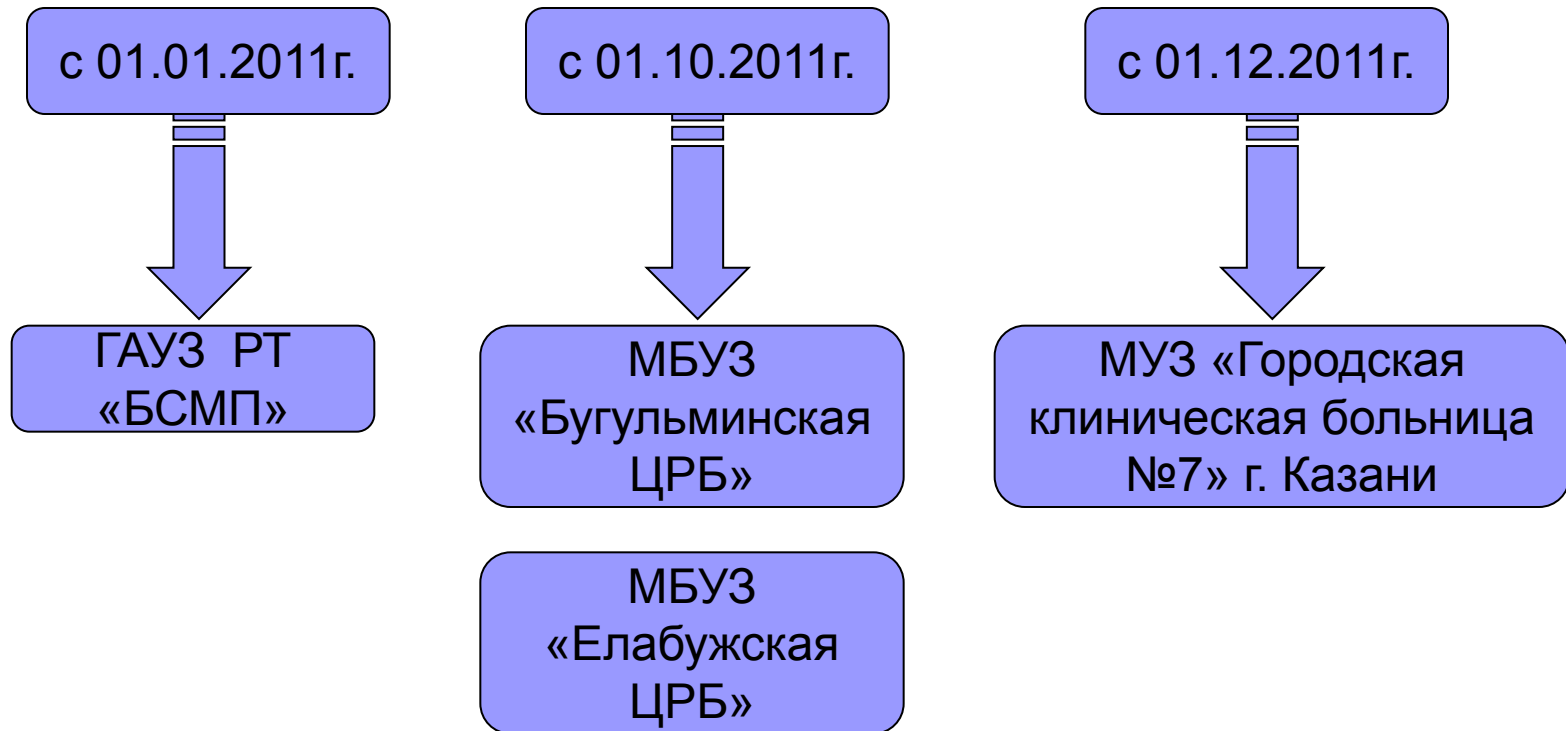 с 01.01.2011г.
с 01.10.2011г.
с 01.12.2011г.
ГАУЗ РТ
«БСМП»
МБУЗ
«Бугульминская
ЦРБ»
МУЗ «Городская
клиническая больница
№7» г. Казани
МБУЗ
«Елабужская
ЦРБ»